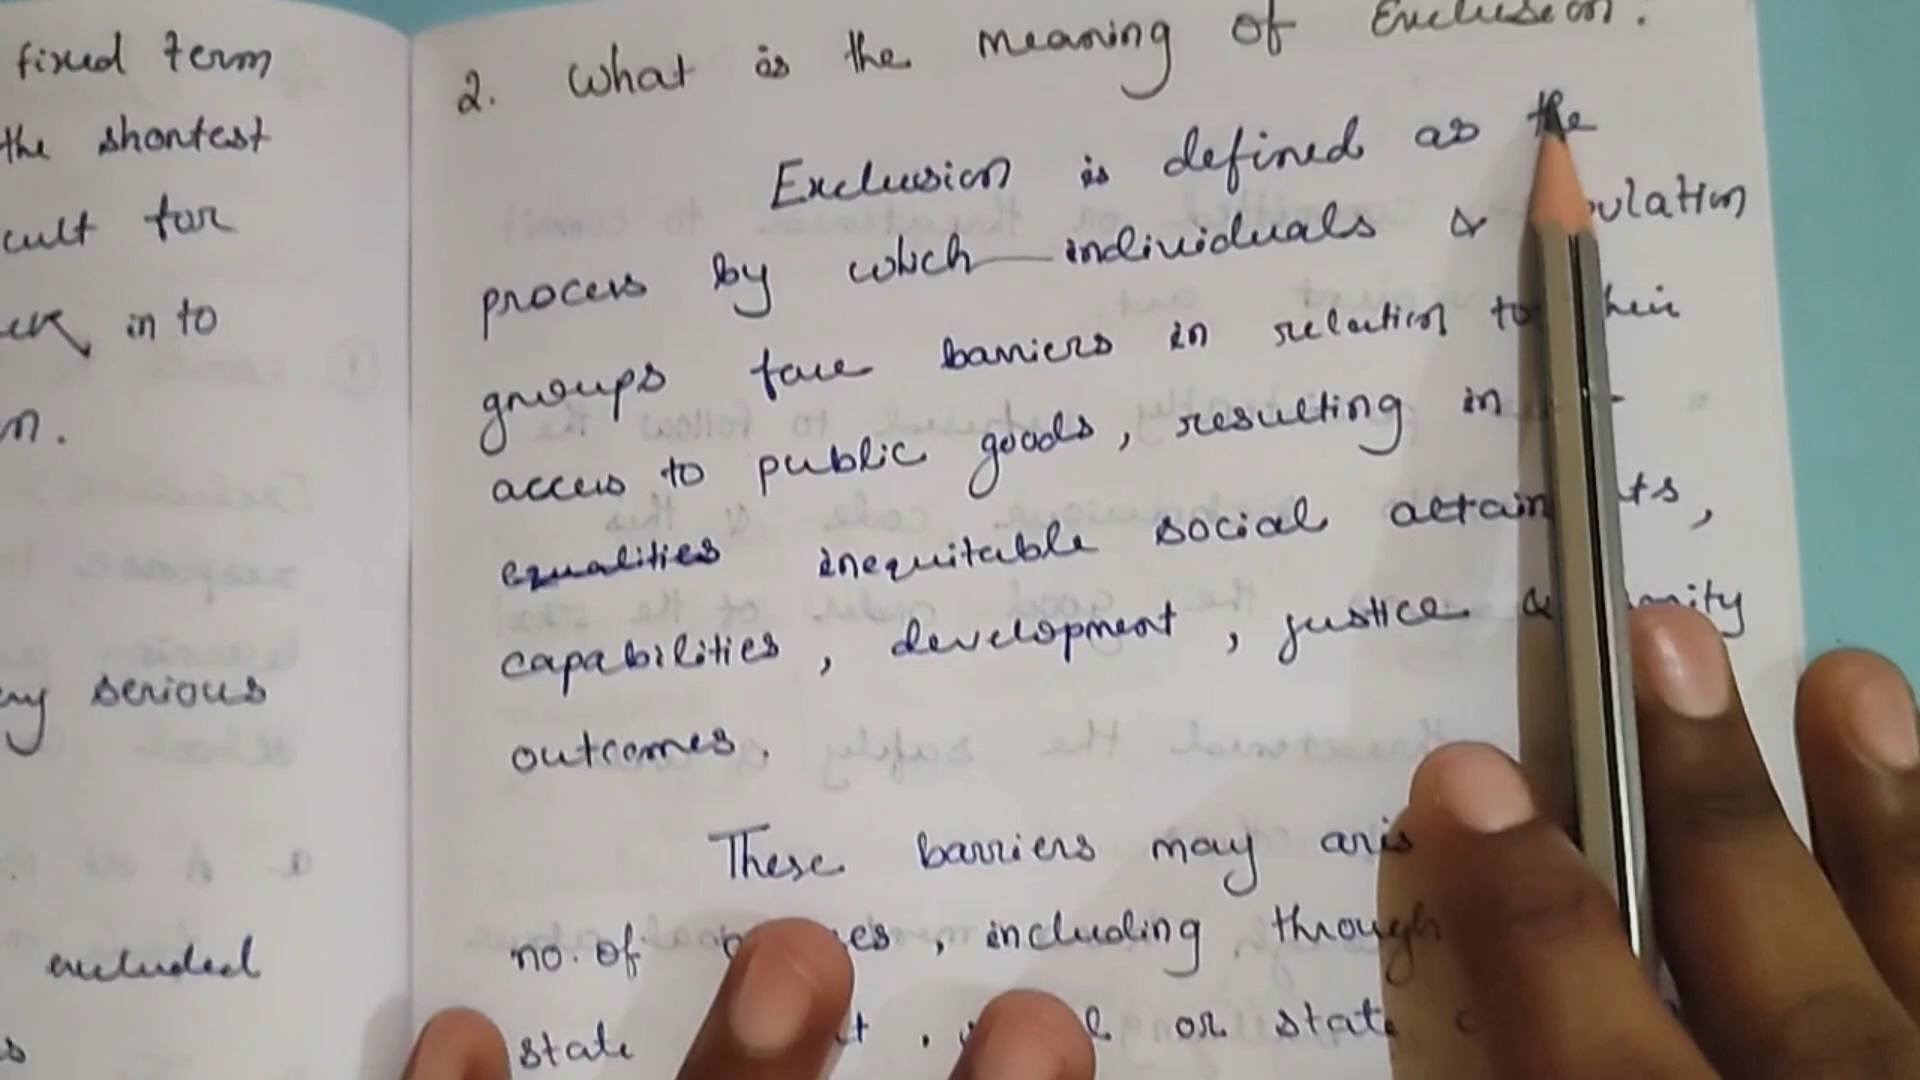 fixed term
the shortest
cult for
in to
serious
excluded
2. What is the meaning of Exclusion.
Exclusion is defined as the
process by which individuals &
groups face barriers in relation to
access to public goods, resulting in
inequitable social
capabilities, development, justice &
outcomes.
These barriers may
no. of , including through
state or state